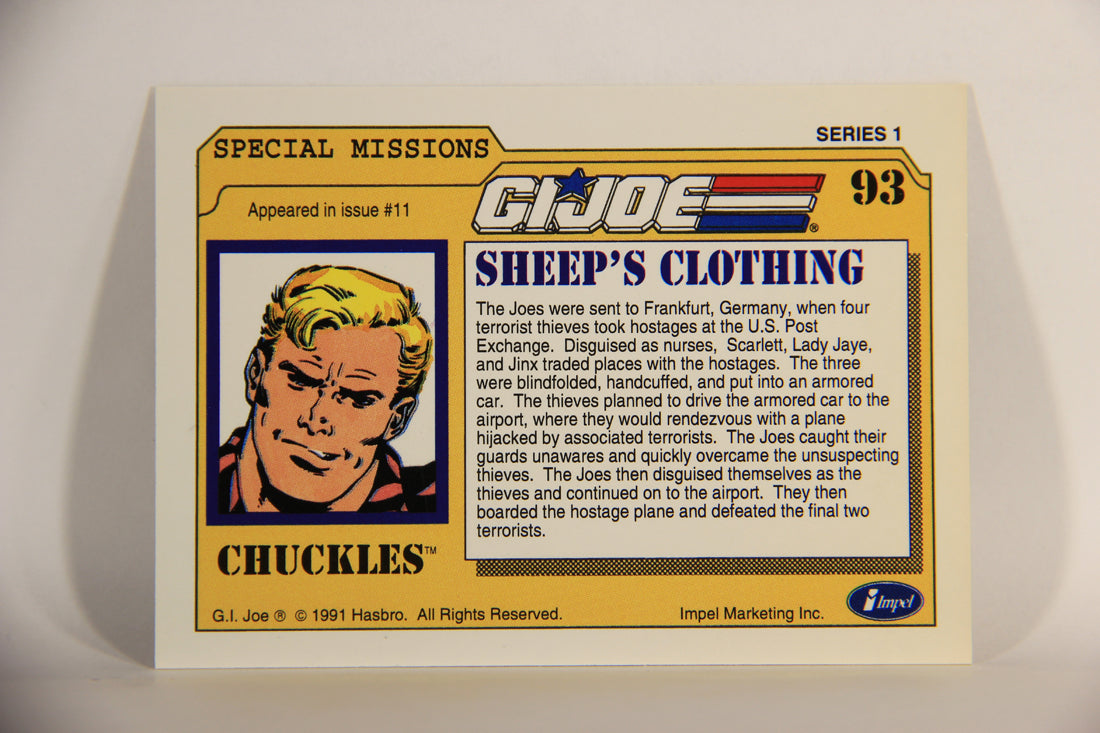 SPECIAL MISSIONS
SERIES 1
Appeared in issue #11
G.I. JOE ®
93
SHEEP'S CLOTHING
The Joes were sent to Frankfurt, Germany, when four
terrorist thieves took hostages at the U.S. Post
Exchange. Disguised as nurses, Scarlett, Lady Jaye,
and Jinx traded places with the hostages. The three
were blindfolded, handcuffed, and put into an armored
car. The thieves planned to drive the armored car to the
airport, where they would rendezvous with a plane
hijacked by associated terrorists. The Joes caught their
guards unawares and quickly overcame the unsuspecting
thieves. The Joes then disguised themselves as the
thieves and continued on to the airport. They then
boarded the hostage plane and defeated the final two
terrorists.
CHUCKLES™
G.I. Joe ® © 1991 Hasbro. All Rights Reserved.
Impel Marketing Inc.
Impel